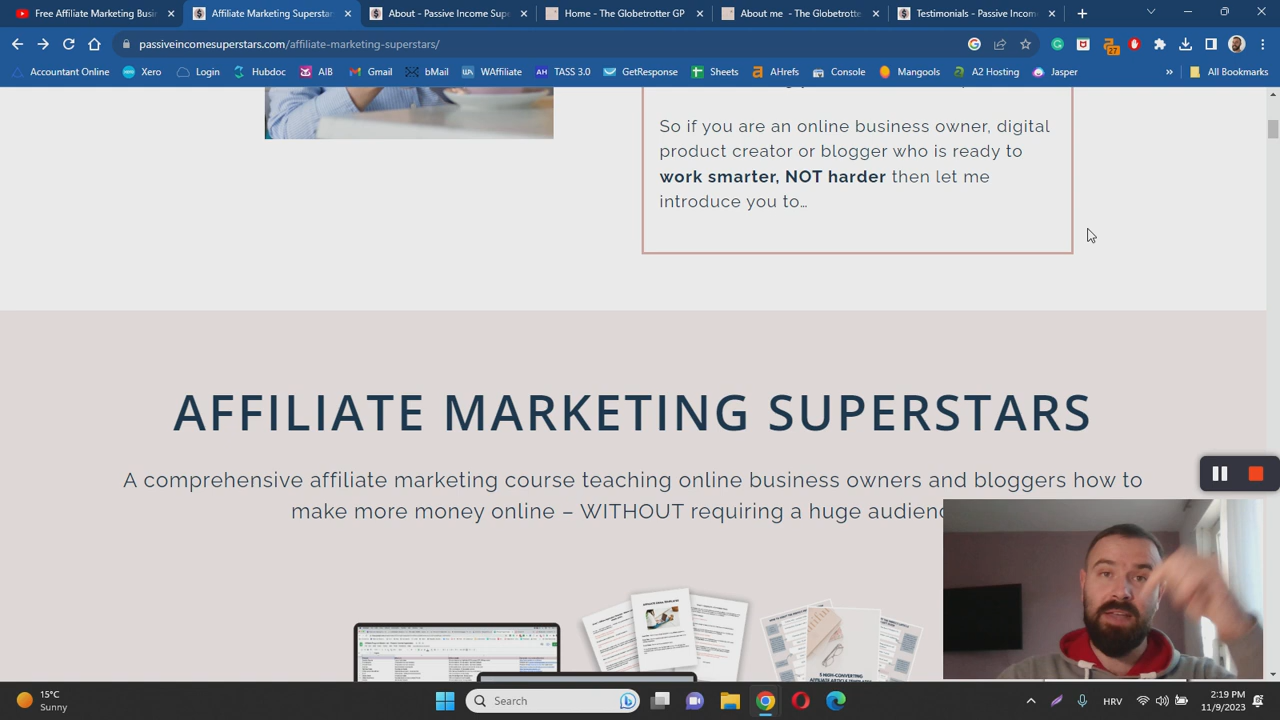 Free Affiliate Marketing Busi
Affiliate Marketing Superstar
About - Passive Income Supe
Home - The Globetrotter GP
About me - The Globetrotte
Testimonials - Passive Incom
passiveincomesuperstars.com/affiliate-marketing-superstars/
27
Accountant Online
Xero
Login
Hubdoc
AIB
Gmail
bMail
WAffiliate
TASS 3.0
GetResponse
Sheets
AHrefs
Console
Mangools
A2 Hosting
Jasper
»
All Bookmarks
So if you are an online business owner, digital
product creator or blogger who is ready to
work smarter, NOT harder then let me
introduce you to…
AFFILIATE MARKETING SUPERSTARS
A comprehensive affiliate marketing course teaching online business owners and bloggers how to
make more money online – WITHOUT requiring a huge audienc
15°C
Sunny
Search
HRV
2:19 PM
11/9/2023